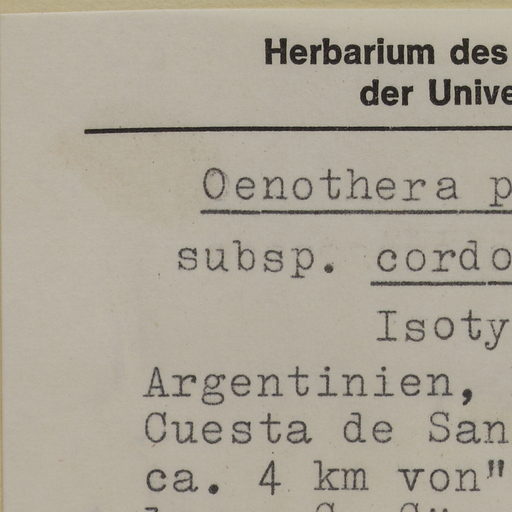 Herbarium des
der Unive
Oenothera p
subsp. cordo
Isoty
Argentinien,
Cuesta de San
ca. 4 km von"